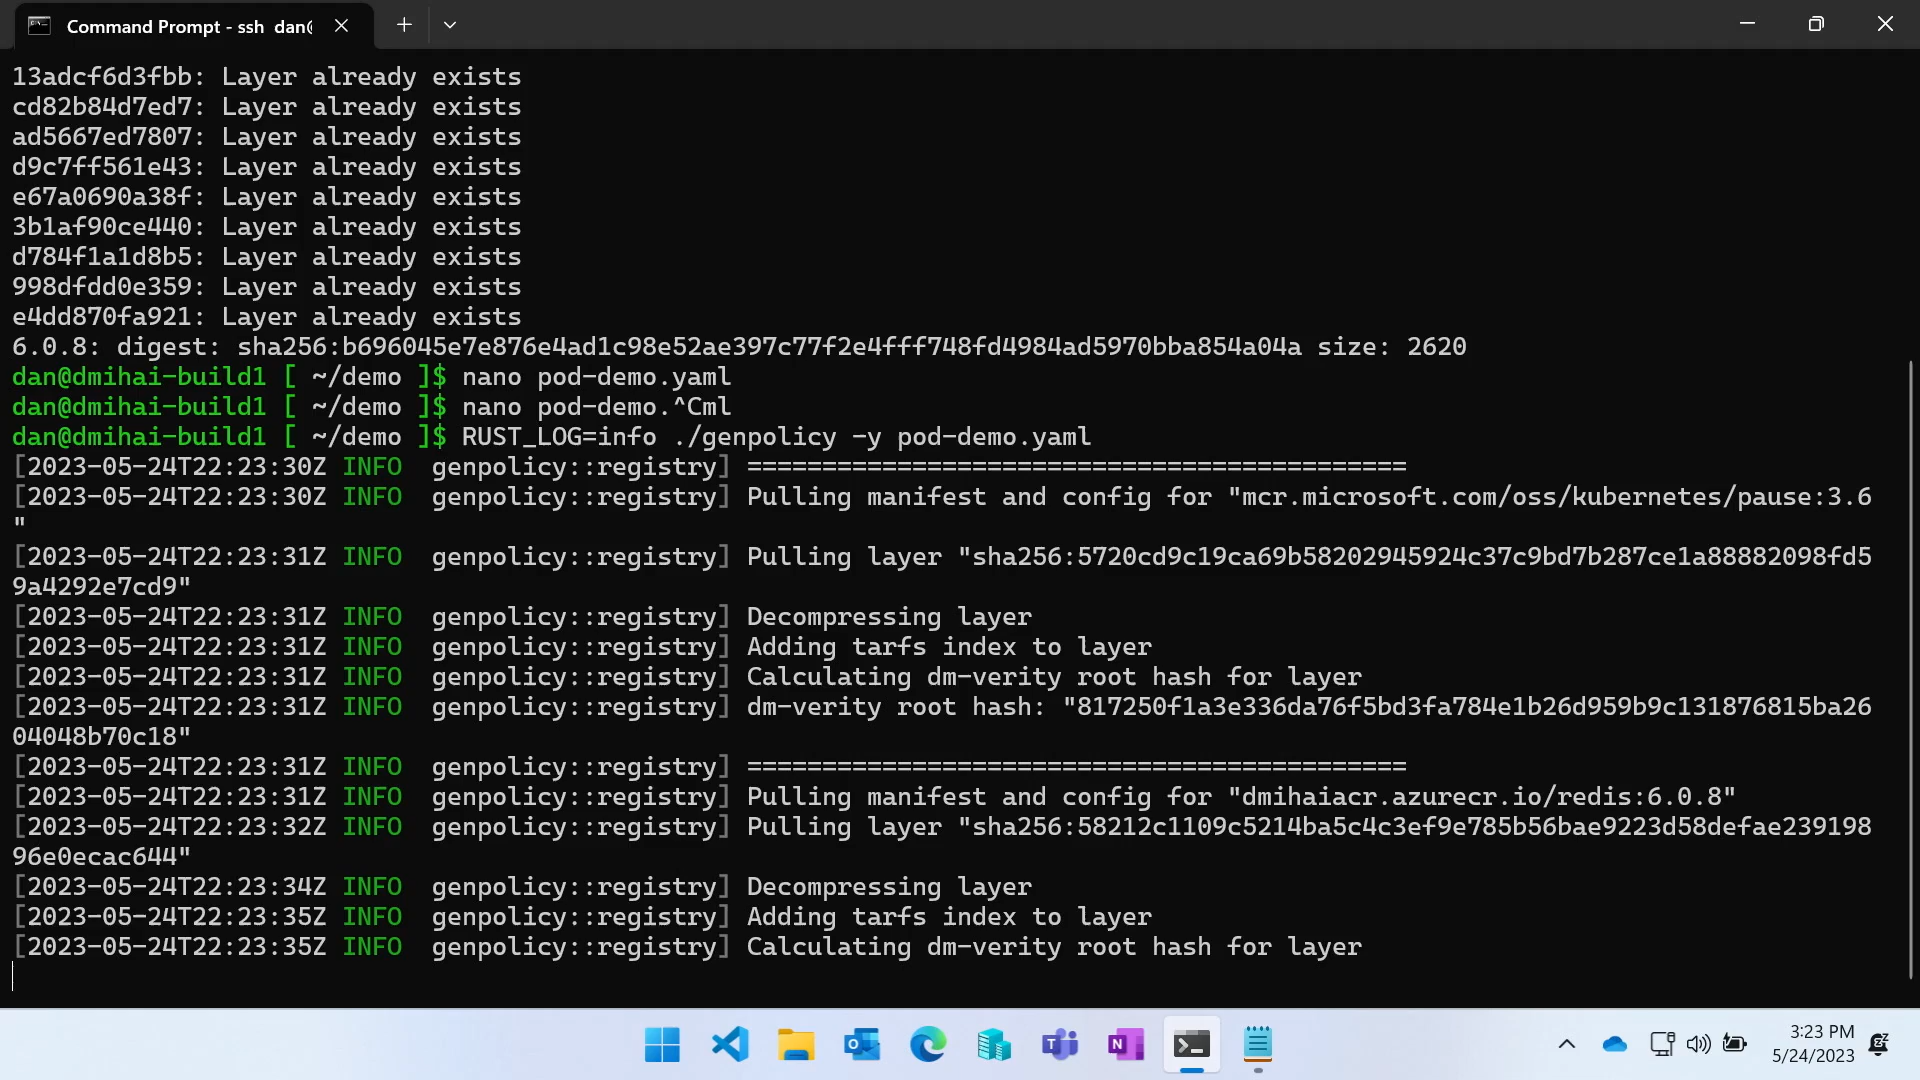 Command Prompt - ssh  dan@
13adcf6d3fbb: Layer already exists
cd82b84d7ed7: Layer already exists
ad5667ed7807: Layer already exists
d9c7ff561e43: Layer already exists
e67a0690a38f: Layer already exists
3b1af90ce440: Layer already exists
d784f1a1d8b5: Layer already exists
998dfdd0e359: Layer already exists
e4dd870fa921: Layer already exists
6.0.8: digest: sha256:b696045e7e876e4ad1c98e52ae397c77f2e4fff748fd4984ad5970bba854a04a size: 2620
dan@dmihai-build1 [ ~/demo ]$ nano pod-demo.yaml
dan@dmihai-build1 [ ~/demo ]$ nano pod-demo.^Cml
dan@dmihai-build1 [ ~/demo ]$ RUST_LOG=info ./genpolicy -y pod-demo.yaml
[2023-05-24T22:23:30Z INFO  genpolicy::registry] ============================================
[2023-05-24T22:23:30Z INFO  genpolicy::registry] Pulling manifest and config for "mcr.microsoft.com/oss/kubernetes/pause:3.6
"
[2023-05-24T22:23:31Z INFO  genpolicy::registry] Pulling layer "sha256:5720cd9c19ca69b58202945924c37c9bd7b287ce1a88882098fd5
9a4292e7cd9"
[2023-05-24T22:23:31Z INFO  genpolicy::registry] Decompressing layer
[2023-05-24T22:23:31Z INFO  genpolicy::registry] Adding tarfs index to layer
[2023-05-24T22:23:31Z INFO  genpolicy::registry] Calculating dm-verity root hash for layer
[2023-05-24T22:23:31Z INFO  genpolicy::registry] dm-verity root hash: "817250f1a3e336da76f5bd3fa784e1b26d959b9c131876815ba26
04048b70c18"
[2023-05-24T22:23:31Z INFO  genpolicy::registry] ============================================
[2023-05-24T22:23:31Z INFO  genpolicy::registry] Pulling manifest and config for "dmihaiacr.azurecr.io/redis:6.0.8"
[2023-05-24T22:23:32Z INFO  genpolicy::registry] Pulling layer "sha256:58212c1109c5214ba5c4c3ef9e785b56bae9223d58defae239198
96e0ecac644"
[2023-05-24T22:23:34Z INFO  genpolicy::registry] Decompressing layer
[2023-05-24T22:23:35Z INFO  genpolicy::registry] Adding tarfs index to layer
[2023-05-24T22:23:35Z INFO  genpolicy::registry] Calculating dm-verity root hash for layer
3:23 PM
5/24/2023